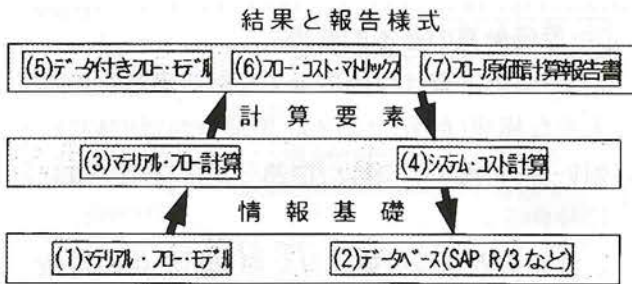 結果と報告様式
(5)データ付きフロー・モデル (6)フロー・コスト・マトリックス (7)フロー原価計算報告書
計算要素
(3)マテリアル・フロー計算 (4)システム・コスト計算
情報基礎
(1)マテリアル・フロー・モデル (2)データベース(SAP R/3など)